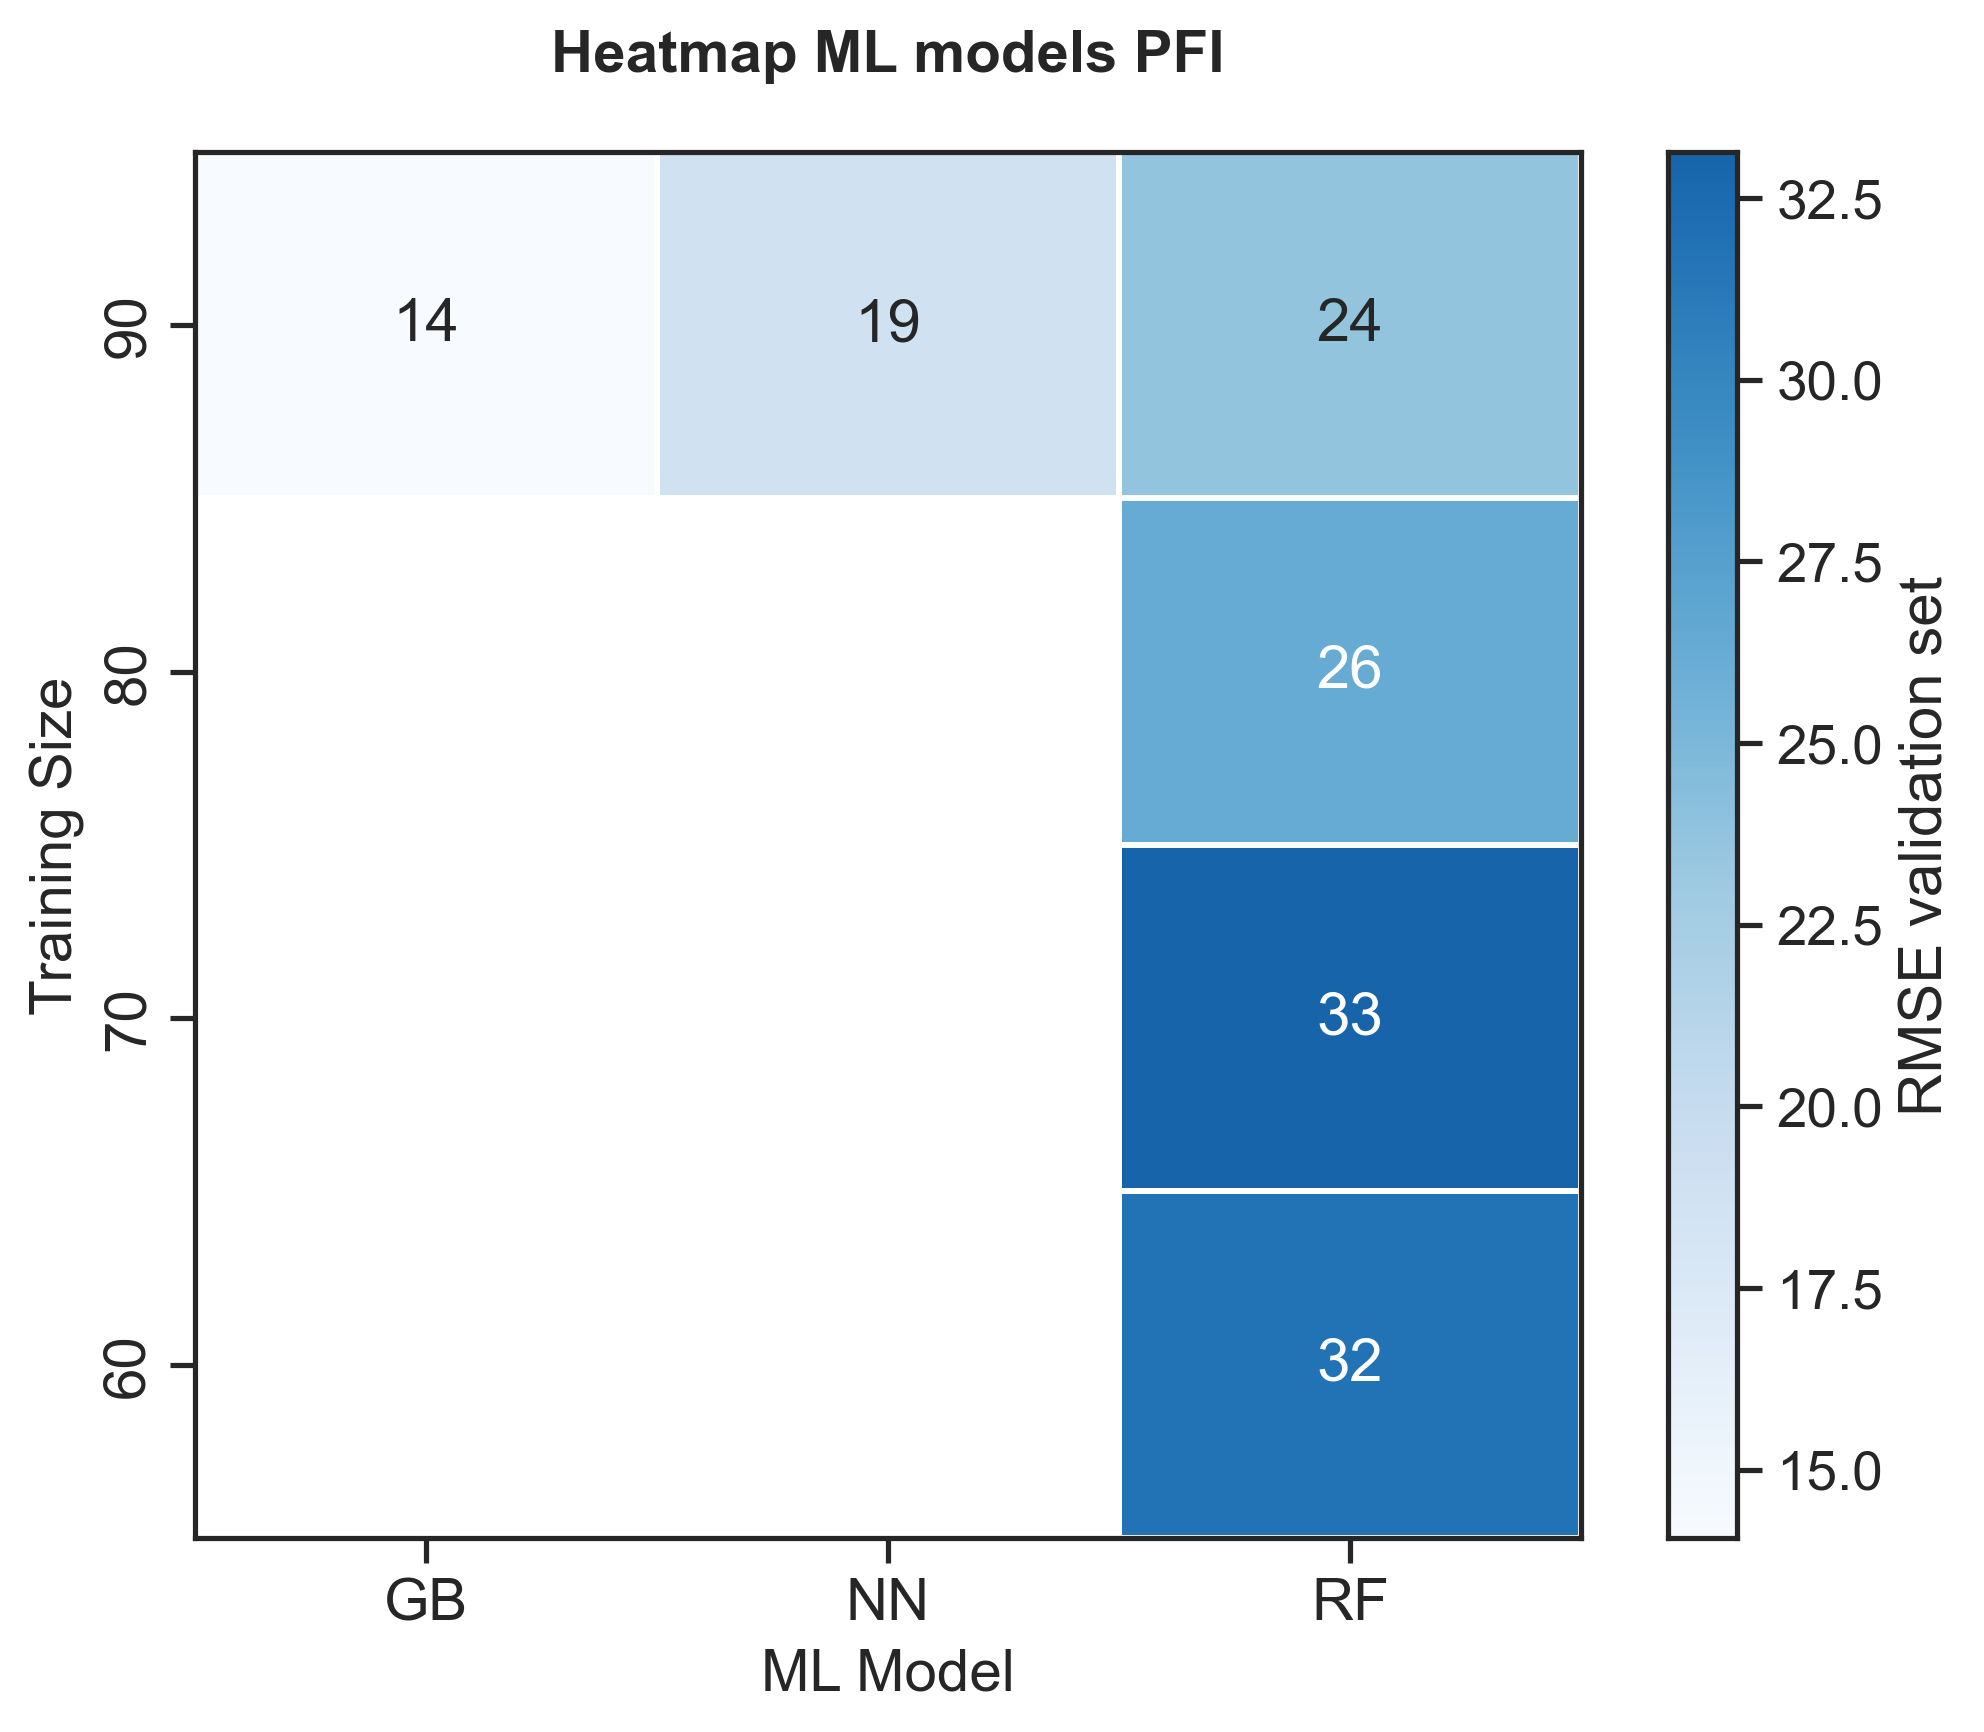 Heatmap ML models PFI
90
14
19
24
80
26
70
33
60
32
GB
NN
RF
ML Model
Training Size
32.5
30.0
27.5
25.0
22.5
20.0
17.5
15.0
RMSE validation set